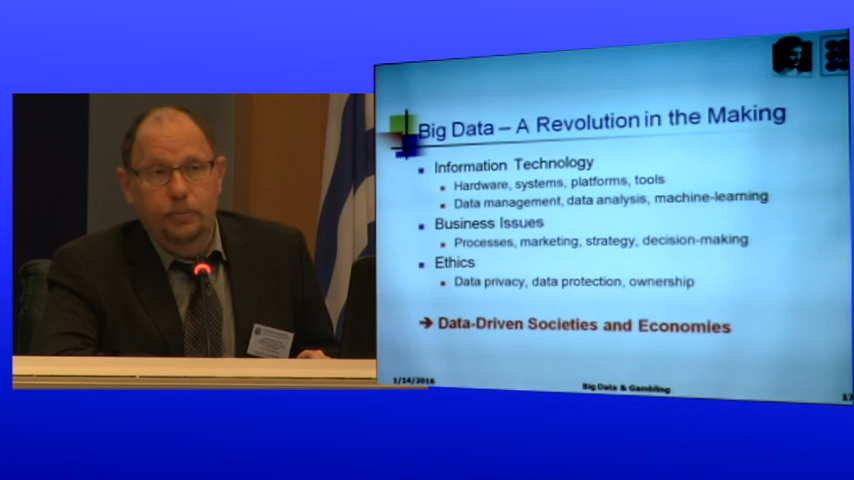 Big Data – A Revolution in the Making
Information Technology
Hardware, systems, platforms, tools
Data management, data analysis, machine-learning
Business Issues
Processes, marketing, strategy, decision-making
Ethics
Data privacy, data protection, ownership
➔ Data-Driven Societies and Economies
1/14/2016
Big Data & Gambling